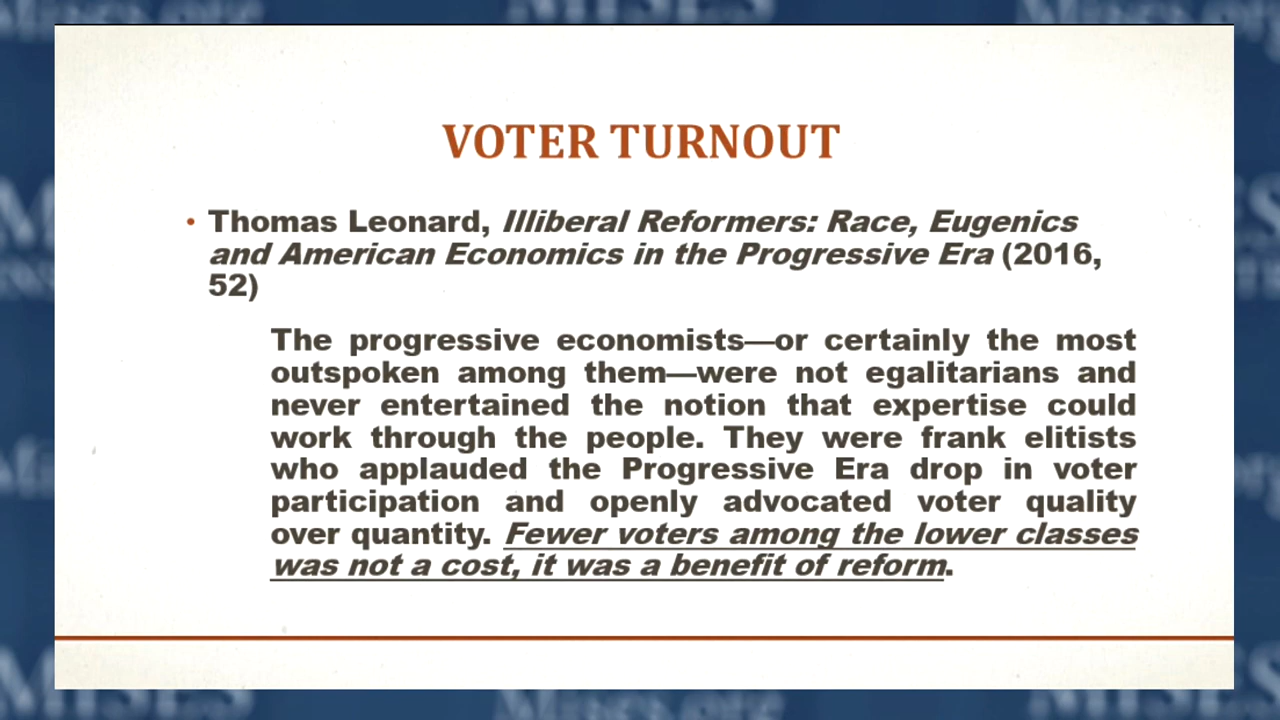 Mises.org
VOTER TURNOUT
• Thomas Leonard, Illiberal Reformers: Race, Eugenics
and American Economics in the Progressive Era (2016,
52)
The progressive economists—or certainly the most
outspoken among them—were not egalitarians and
never entertained the notion that expertise could
work through the people. They were frank elitists
who applauded the Progressive Era drop in voter
participation and openly advocated voter quality
over quantity. Fewer voters among the lower classes
was not a cost, it was a benefit of reform.
Mises.org